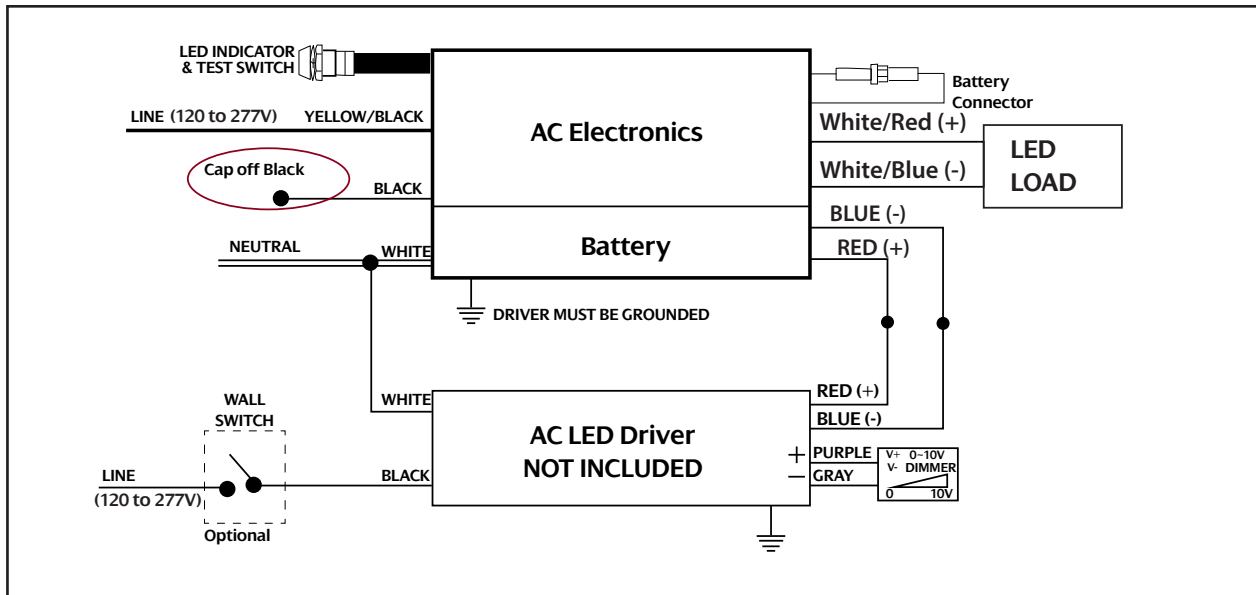 LED INDICATOR
& TEST SWITCH
LINE (120 to 277V)
YELLOW/BLACK
Cap off Black
BLACK
NEUTRAL
WHITE
AC Electronics
Battery
DRIVER MUST BE GROUNDED
Battery
Connector
White/Red (+)
White/Blue (-)
LED
LOAD
BLUE (-)
RED (+)
WALL
SWITCH
LINE
(120 to 277V)
Optional
WHITE
BLACK
AC LED Driver
NOT INCLUDED
RED (+)
BLUE (-)
+ PURPLE
− GRAY
V+ 0~10V
V- DIMMER
0 10V